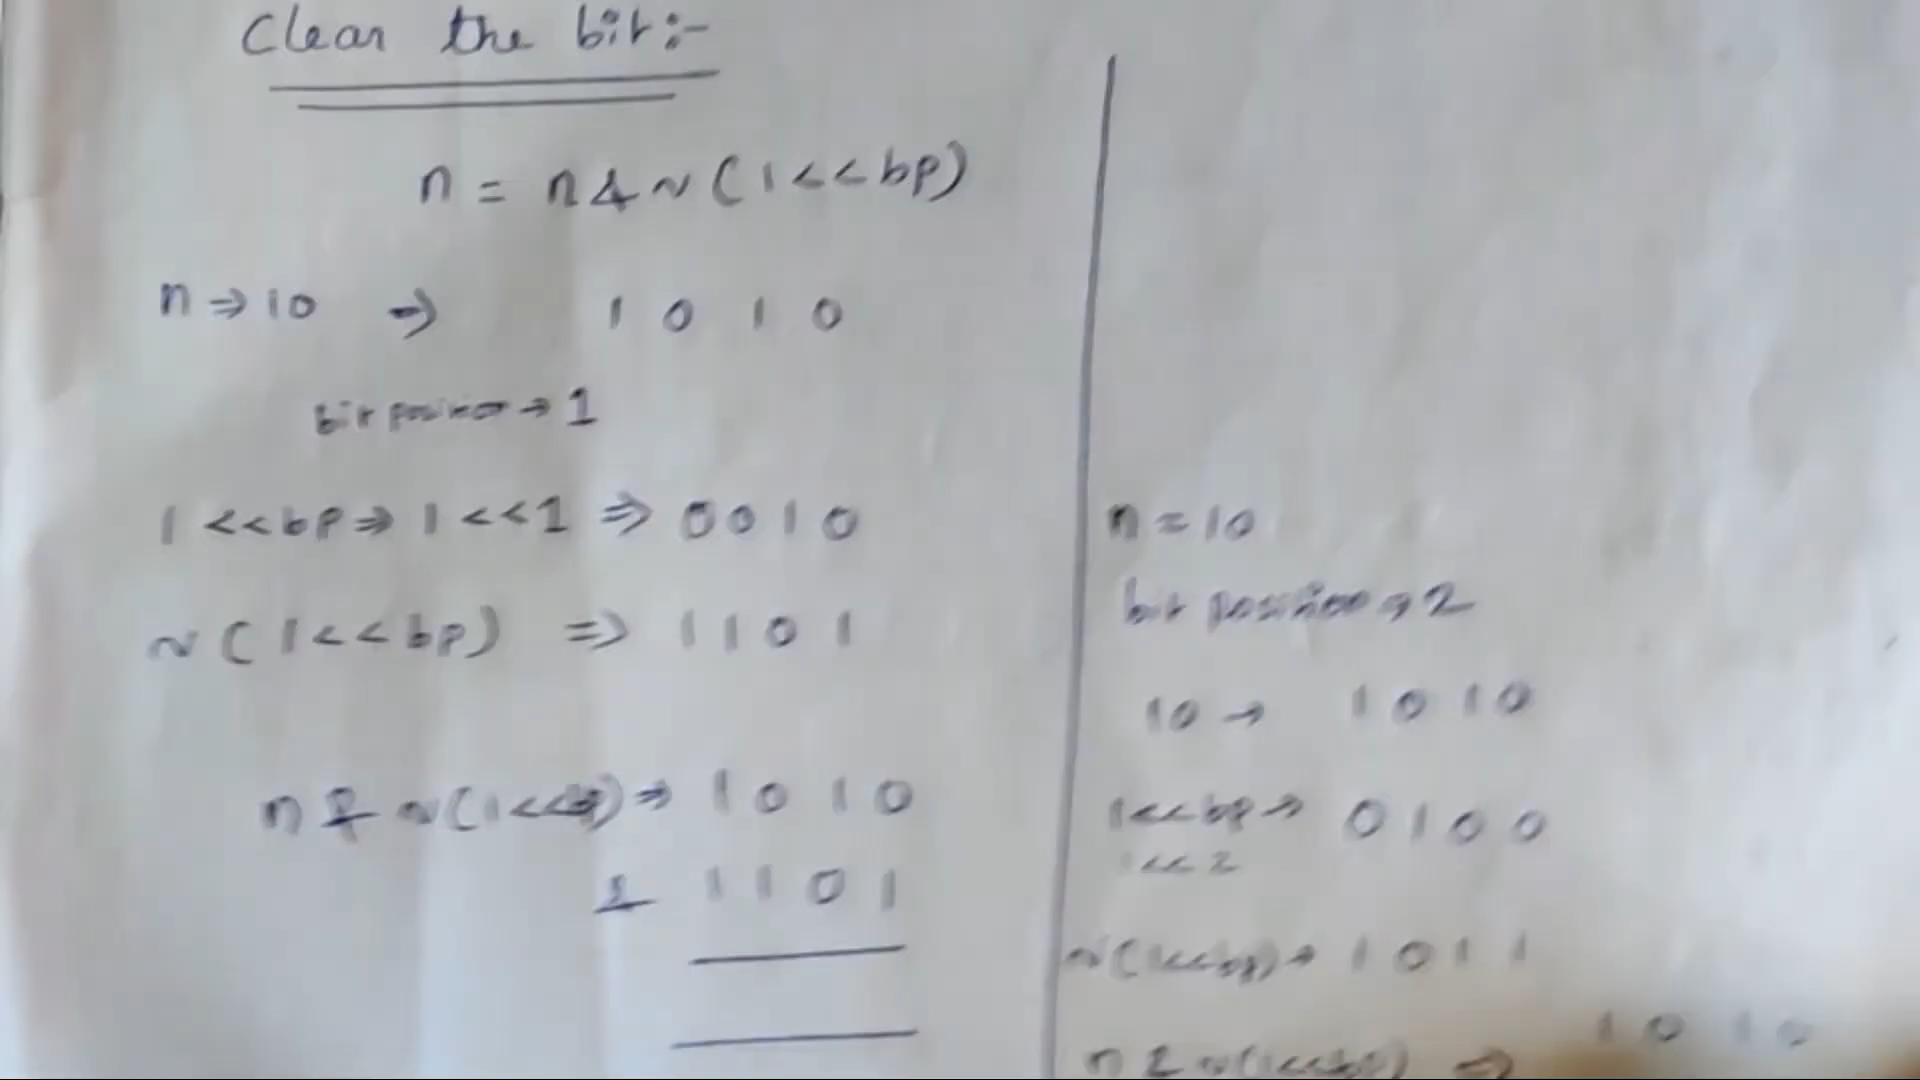 Clear the bit:-
n = n & ~ (1 << bp)
n ⇒ 10 ⇒ 1 0 1 0
bit position → 1
1 << bp ⇒ 1 << 1 ⇒ 0 0 1 0
~ (1 << bp) ⇒ 1 1 0 1
n & ~ (1 << bp) ⇒ 1 0 1 0
& 1 1 0 1
n = 10
bit position → 2
10 → 1 0 1 0
1 << bp → 0 1 0 0
1 << 2
~ (1 << bp) → 1 0 1 1
1 0 1 0
n & ~ (1 << bp) ⇒